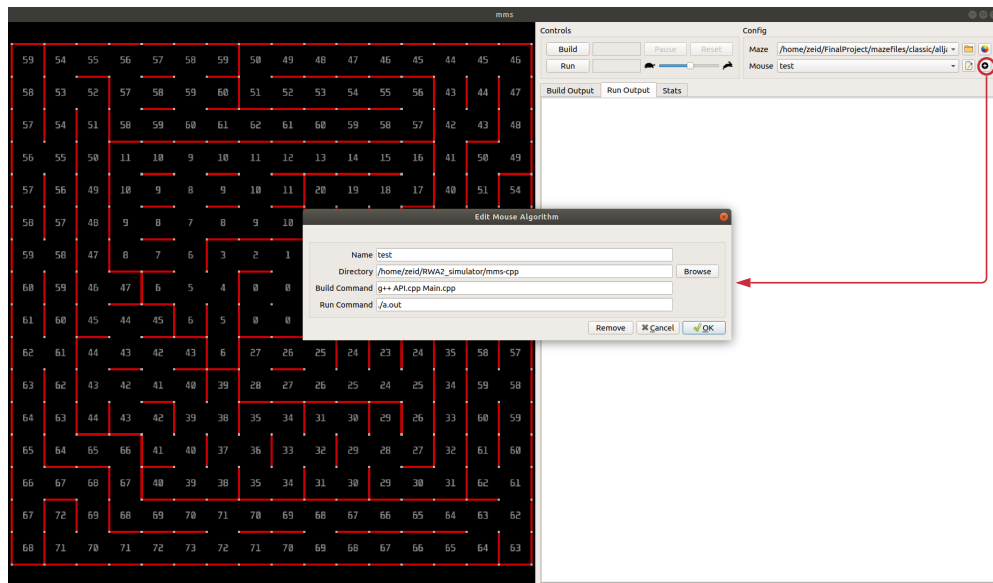 mms
Controls
Config
Build Pause Reset
Maze /home/zeid/FinalProject/mazefiles/classic/allja
Run
Mouse test
Build Output Run Output Stats
59 54 55 56 57 58 59 50 49 48 47 46 45 44 45 46
58 53 52 57 58 59 60 51 52 53 54 55 56 43 44 47
57 54 51 58 59 60 61 62 61 60 59 58 57 42 43 48
56 55 50 11 10 9 10 11 12 13 14 15 16 41 50 49
57 56 49 10 9 8 9 10 11 20 19 18 17 40 51 54
58 57 48 9 8 7 8 9 10
59 58 47 8 7 6 3 2 1
60 59 46 47 6 5 4 0 0
61 60 45 44 45 6 5 0 0
62 61 44 43 42 43 6 27 26 25 24 23 24 35 58 57
63 62 43 42 41 40 39 28 27 26 25 24 25 34 59 58
64 63 44 43 42 39 38 35 34 31 30 29 26 33 60 59
65 64 65 66 41 40 37 36 33 32 29 28 27 32 61 60
66 67 68 67 40 39 38 35 34 31 30 29 30 31 62 61
67 72 69 68 69 70 71 70 69 68 67 66 65 64 63 62
68 71 70 71 72 73 72 71 70 69 68 67 66 65 64 63
Edit Mouse Algorithm
Name test
Directory /home/zeid/RWA2_simulator/mms-cpp Browse
Build Command g++ API.cpp Main.cpp
Run Command ./a.out
Remove Cancel OK